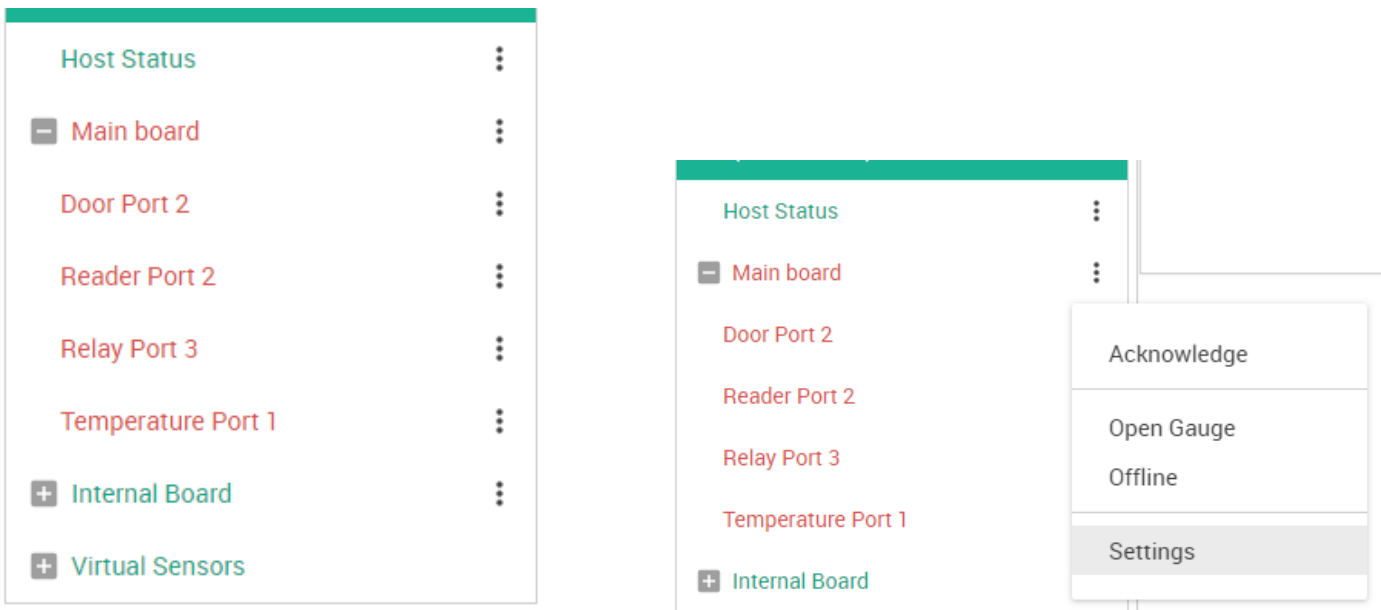 Host Status
Main board
Door Port 2
Reader Port 2
Relay Port 3
Temperature Port 1
Internal Board
Virtual Sensors
Host Status
Main board
Door Port 2
Reader Port 2
Relay Port 3
Temperature Port 1
Internal Board
Acknowledge
Open Gauge
Offline
Settings